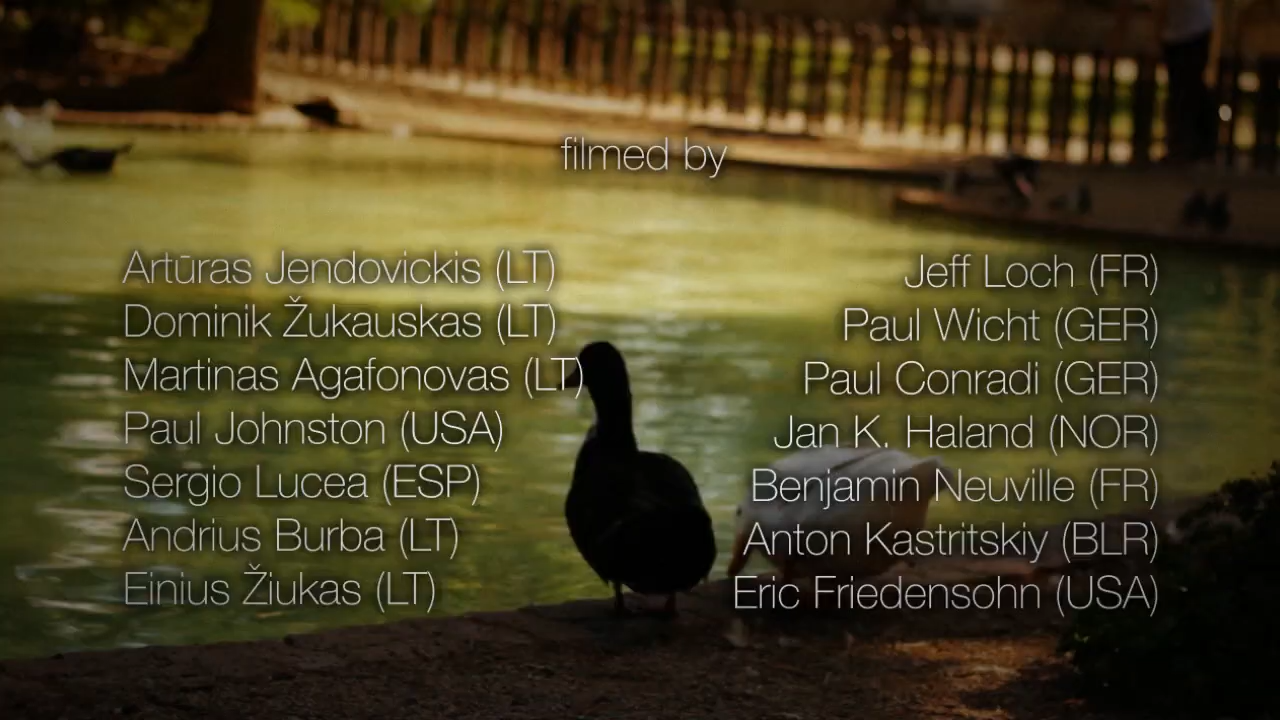 filmed by
Artūras Jendovickis (LT)
Dominik Žukauskas (LT)
Martinas Agafonovas (LT)
Paul Johnston (USA)
Sergio Lucea (ESP)
Andrius Burba (LT)
Einius Žiukas (LT)
Jeff Loch (FR)
Paul Wicht (GER)
Paul Conradi (GER)
Jan K. Haland (NOR)
Benjamin Neuville (FR)
Anton Kastritskiy (BLR)
Eric Friedensohn (USA)